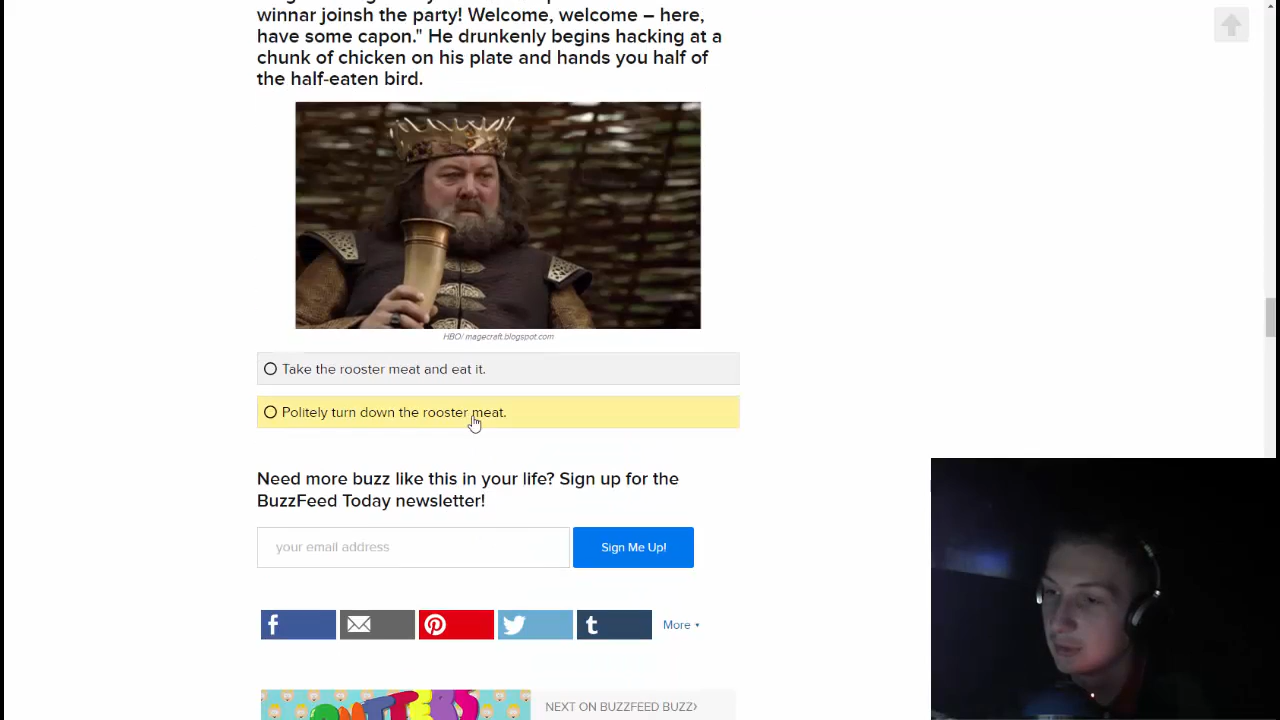 winnar joinsh the party! Welcome, welcome – here,
have some capon." He drunkenly begins hacking at a
chunk of chicken on his plate and hands you half of
the half-eaten bird.
HBO/ magecraft.blogspot.com
Take the rooster meat and eat it.
Politely turn down the rooster meat.
Need more buzz like this in your life? Sign up for the
BuzzFeed Today newsletter!
your email address
Sign Me Up!
More
NEXT ON BUZZFEED BUZZ›